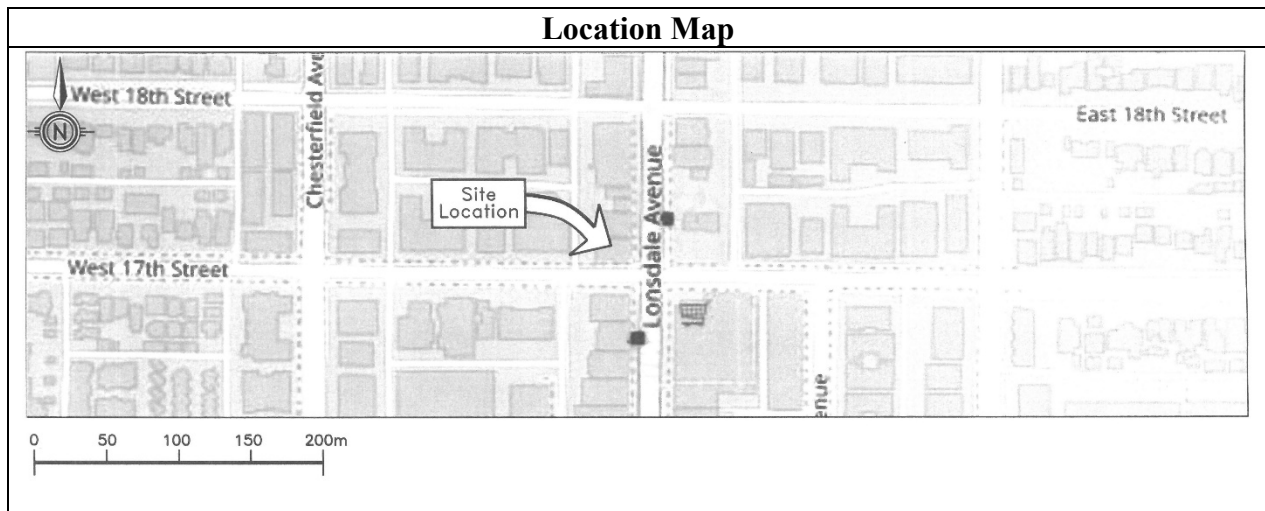 Location Map
Chesterfield Ave
West 18th Street
East 18th Street
N
Lonsdale Avenue
Site
Location
West 17th Street
enue
0 50 100 150 200m